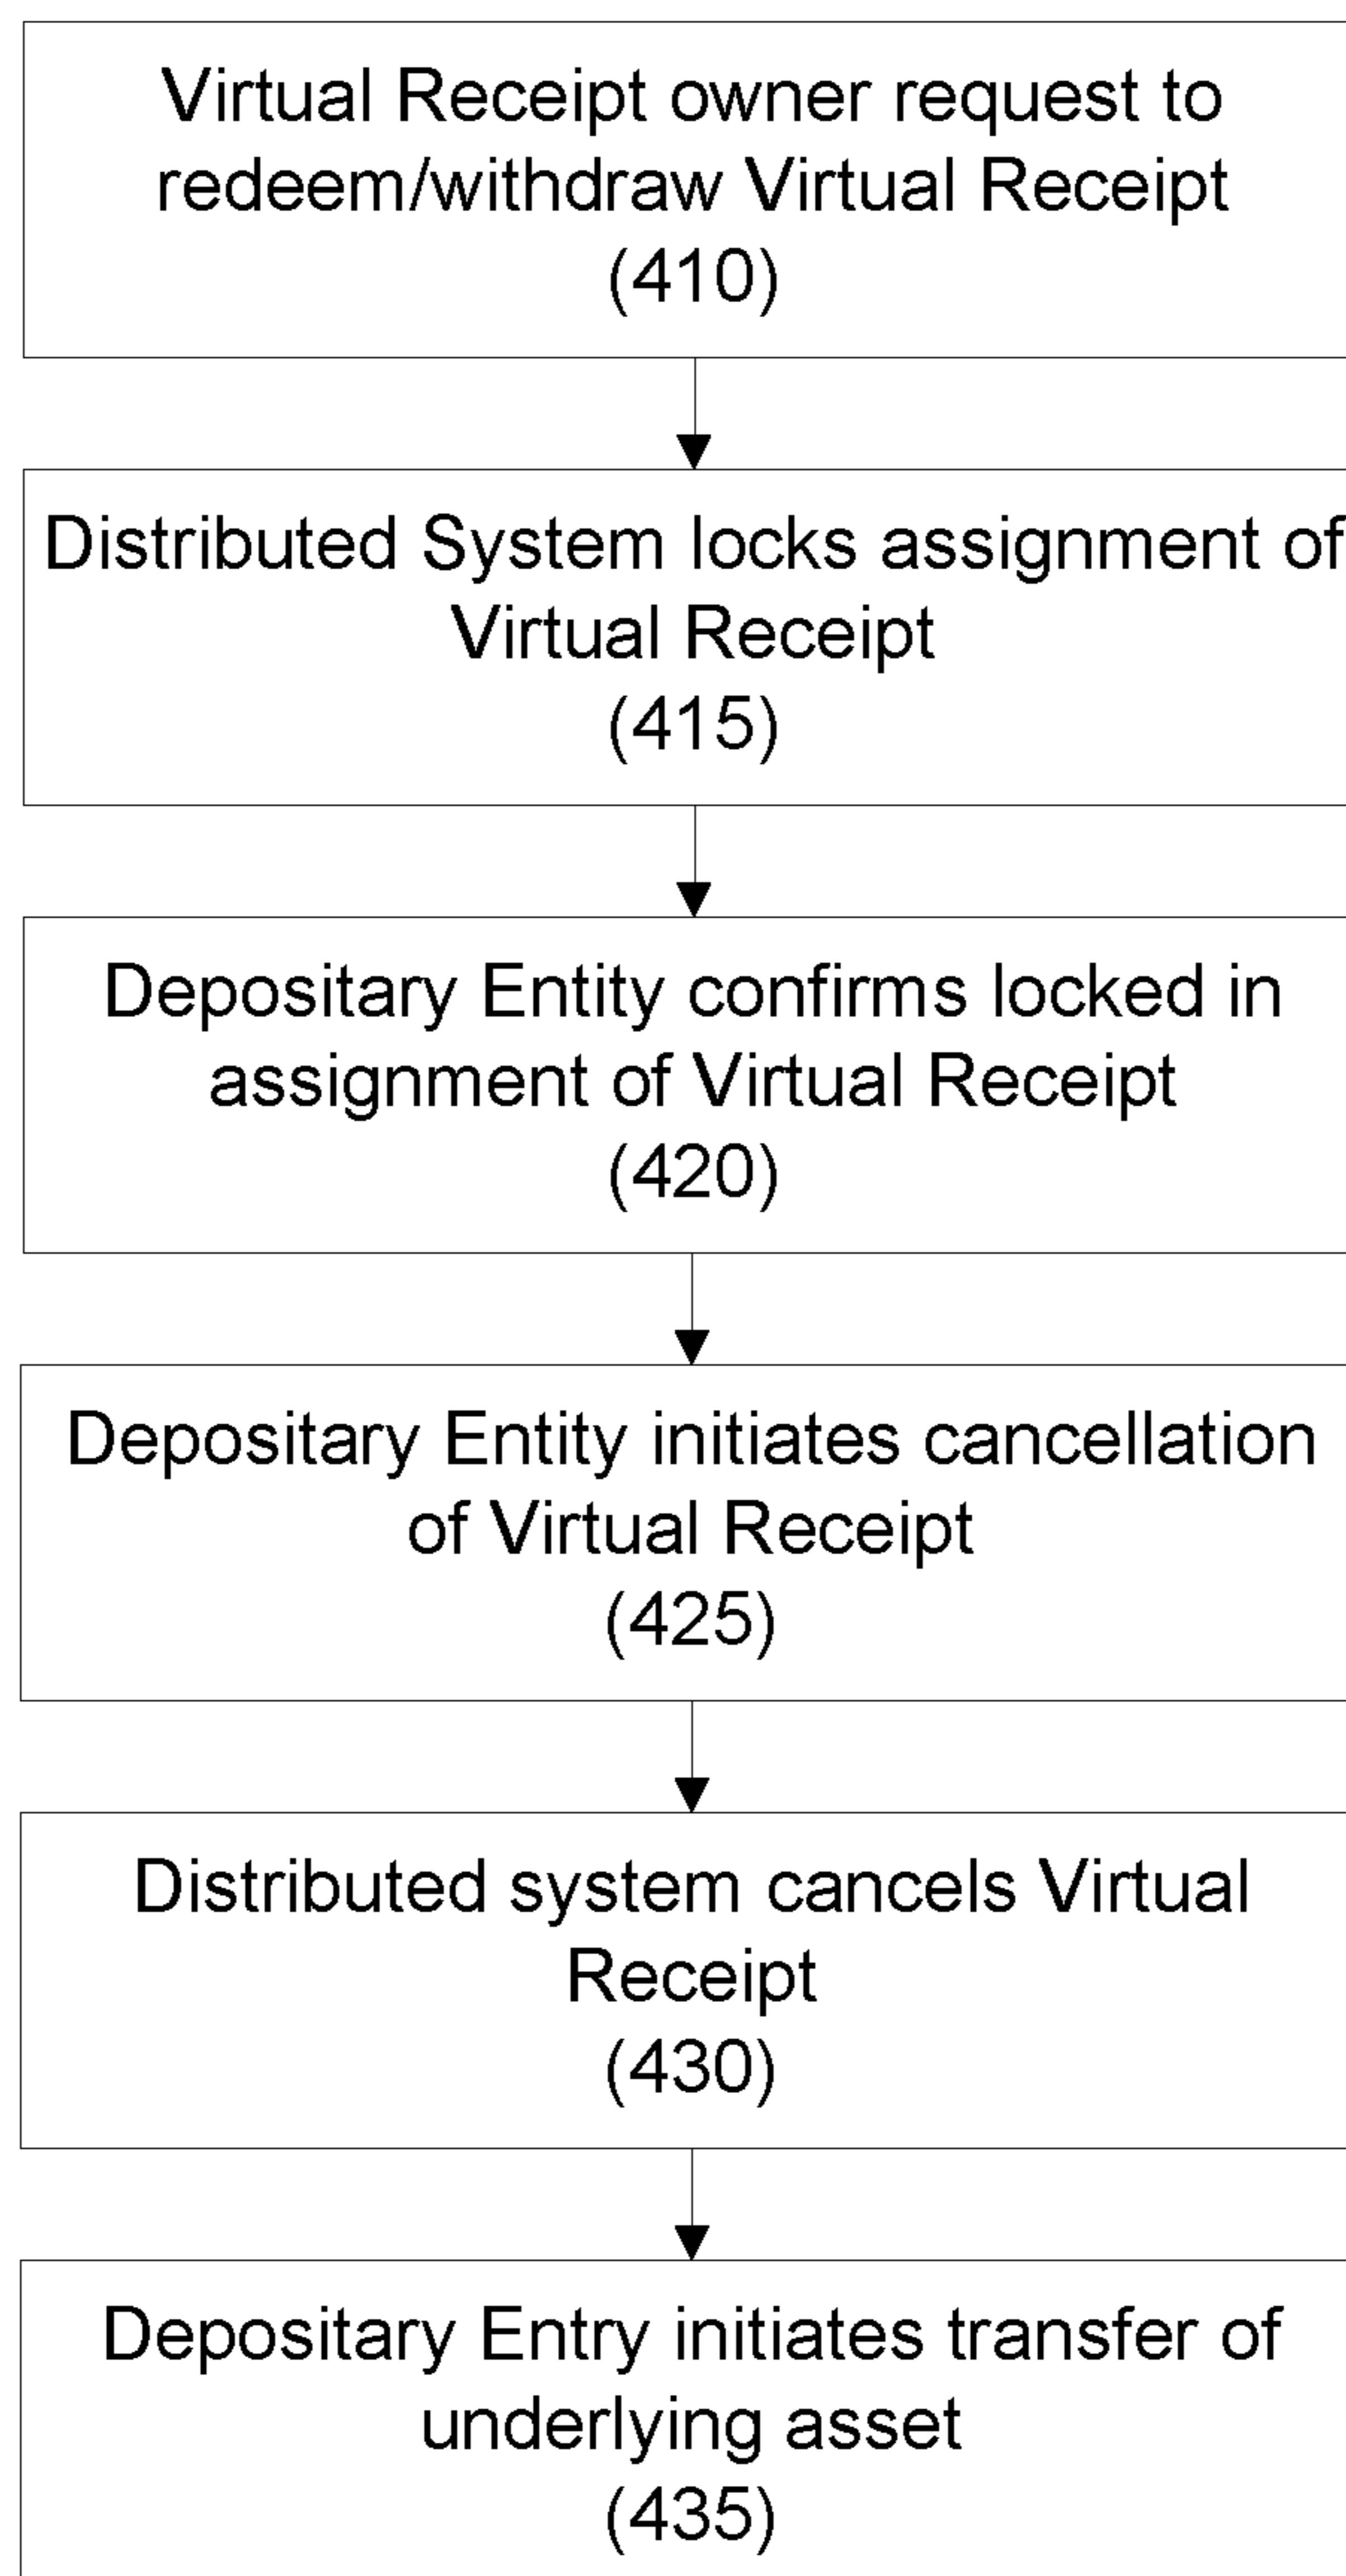 Virtual Receipt owner request to
redeem/withdraw Virtual Receipt
(410)
Distributed System locks assignment of
Virtual Receipt
(415)
Depositary Entity confirms locked in
assignment of Virtual Receipt
(420)
Depositary Entity initiates cancellation
of Virtual Receipt
(425)
Distributed system cancels Virtual
Receipt
(430)
Depositary Entry initiates transfer of
underlying asset
(435)